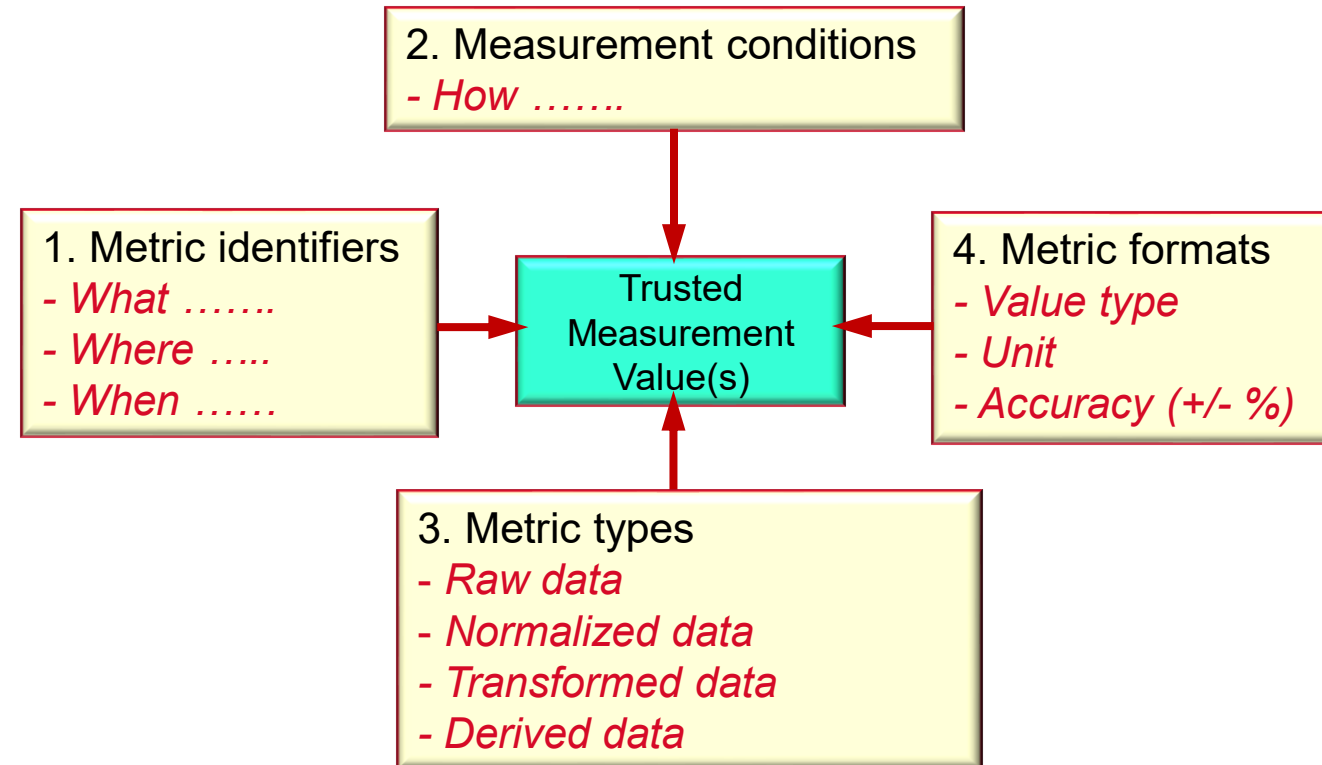 2. Measurement conditions
- How …….
1. Metric identifiers
- What …….
- Where …..
- When ……
Trusted
Measurement
Value(s)
4. Metric formats
- Value type
- Unit
- Accuracy (+/- %)
3. Metric types
- Raw data
- Normalized data
- Transformed data
- Derived data